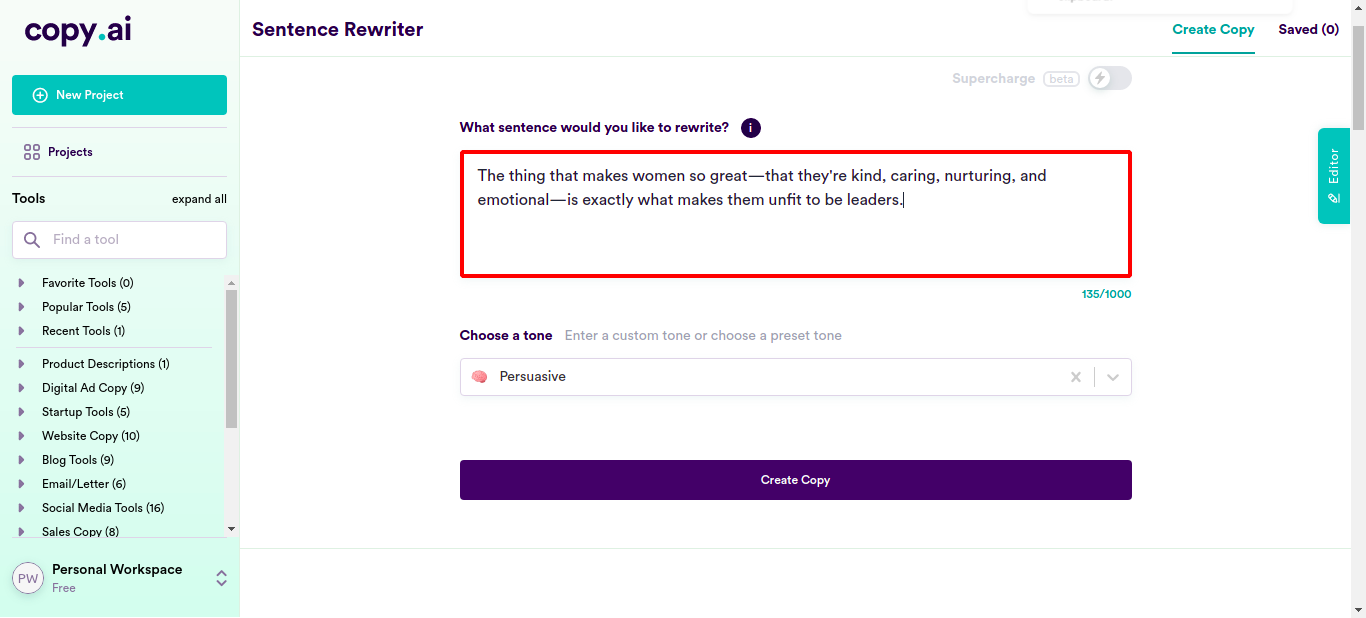 copy.ai
Sentence Rewriter
Create Copy
Saved (0)
New Project
Supercharge beta
Projects
What sentence would you like to rewrite? i
Tools
expand all
Find a tool
The thing that makes women so great—that they're kind, caring, nurturing, and
emotional—is exactly what makes them unfit to be leaders.
Editor
135/1000
Favorite Tools (0)
Popular Tools (5)
Recent Tools (1)
Product Descriptions (1)
Digital Ad Copy (9)
Startup Tools (5)
Website Copy (10)
Blog Tools (9)
Email/Letter (6)
Social Media Tools (16)
Sales Copy (8)
Choose a tone Enter a custom tone or choose a preset tone
Persuasive
Create Copy
PW
Personal Workspace
Free